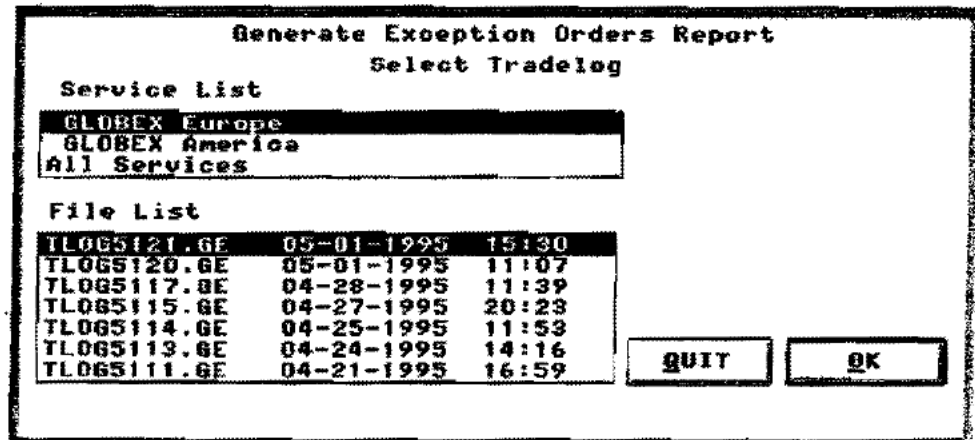 Generate Exception Orders Report
Select Tradelog
Service List
GLOBEX Europe
GLOBEX America
All Services
File List
TLOG5121.GE 05-01-1995 15:30
TLOG5120.GE 05-01-1995 11:07
TLOG5117.GE 04-28-1995 11:39
TLOG5115.GE 04-27-1995 20:23
TLOG5114.GE 04-25-1995 11:53
TLOG5113.GE 04-24-1995 14:16
TLOG5111.GE 04-21-1995 16:59
QUIT OK